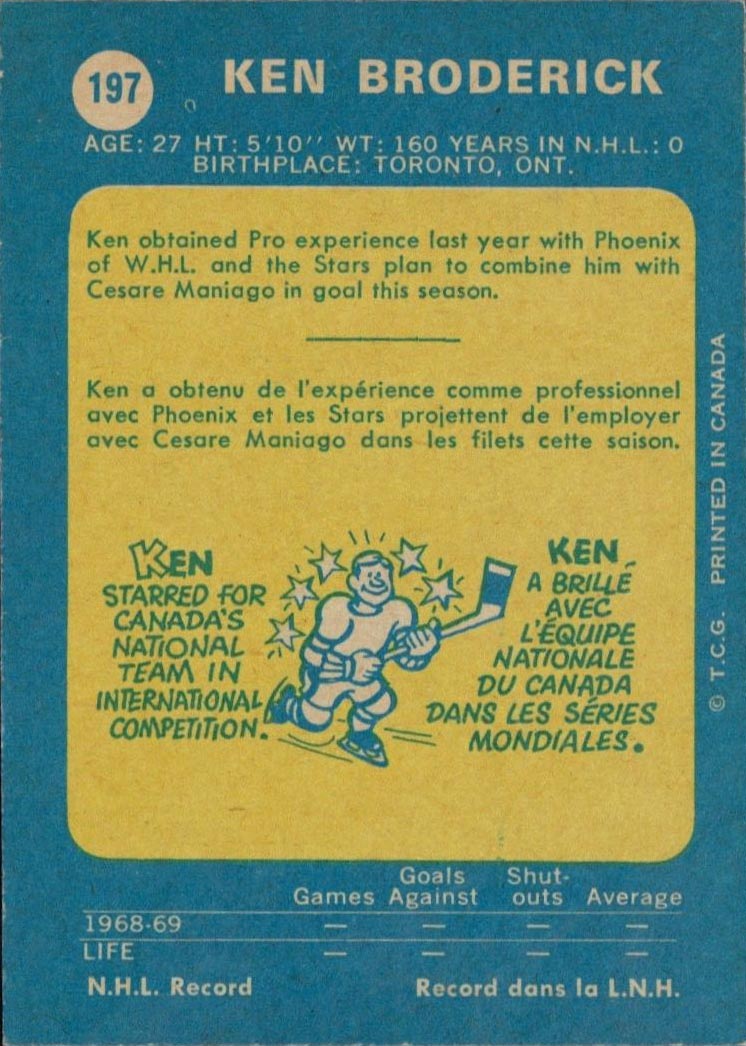 197 KEN BRODERICK
AGE: 27 HT: 5'10'' WT: 160 YEARS IN N.H.L.: 0
BIRTHPLACE: TORONTO, ONT.
Ken obtained Pro experience last year with Phoenix
of W.H.L. and the Stars plan to combine him with
Cesare Maniago in goal this season.
Ken a obtenu de l'expérience comme professionnel
avec Phoenix et les Stars projettent de l'employer
avec Cesare Maniago dans les filets cette saison.
KEN
STARRED FOR
CANADA'S
NATIONAL
TEAM IN
INTERNATIONAL
COMPETITION.
KEN
A BRILLÉ
AVEC
L'ÉQUIPE
NATIONALE
DU CANADA
DANS LES SÉRIES
MONDIALES.
Games Goals Against Shut-outs Average
1968-69 — — — —
LIFE — — — —
N.H.L. Record Record dans la L.N.H.
© T.C.G. PRINTED IN CANADA